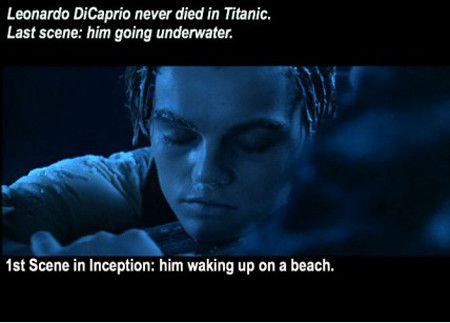 Leonardo DiCaprio never died in Titanic.
Last scene: him going underwater.
1st Scene in Inception: him waking up on a beach.